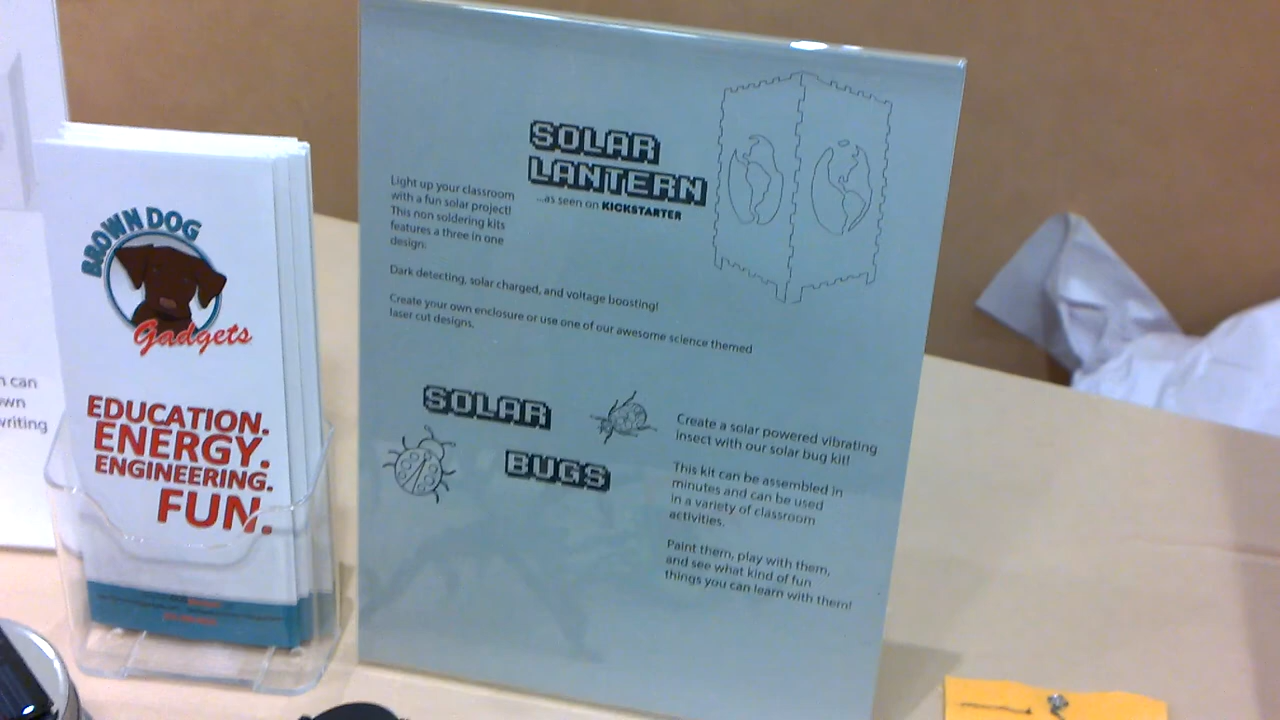 n can
wn
writing
BROWN DOG
Gadgets
EDUCATION.
ENERGY.
ENGINEERING.
FUN.
SOLAR
LANTERN
...as seen on KICKSTARTER
Light up your classroom
with a fun solar project!
This non soldering kits
features a three in one
design:
Dark detecting, solar charged, and voltage boosting!
Create your own enclosure or use one of our awesome science themed
laser cut designs.
SOLAR
BUGS
Create a solar powered vibrating
insect with our solar bug kit!
This kit can be assembled in
minutes and can be used
in a variety of classroom
activities.
Paint them, play with them,
and see what kind of fun
things you can learn with them!